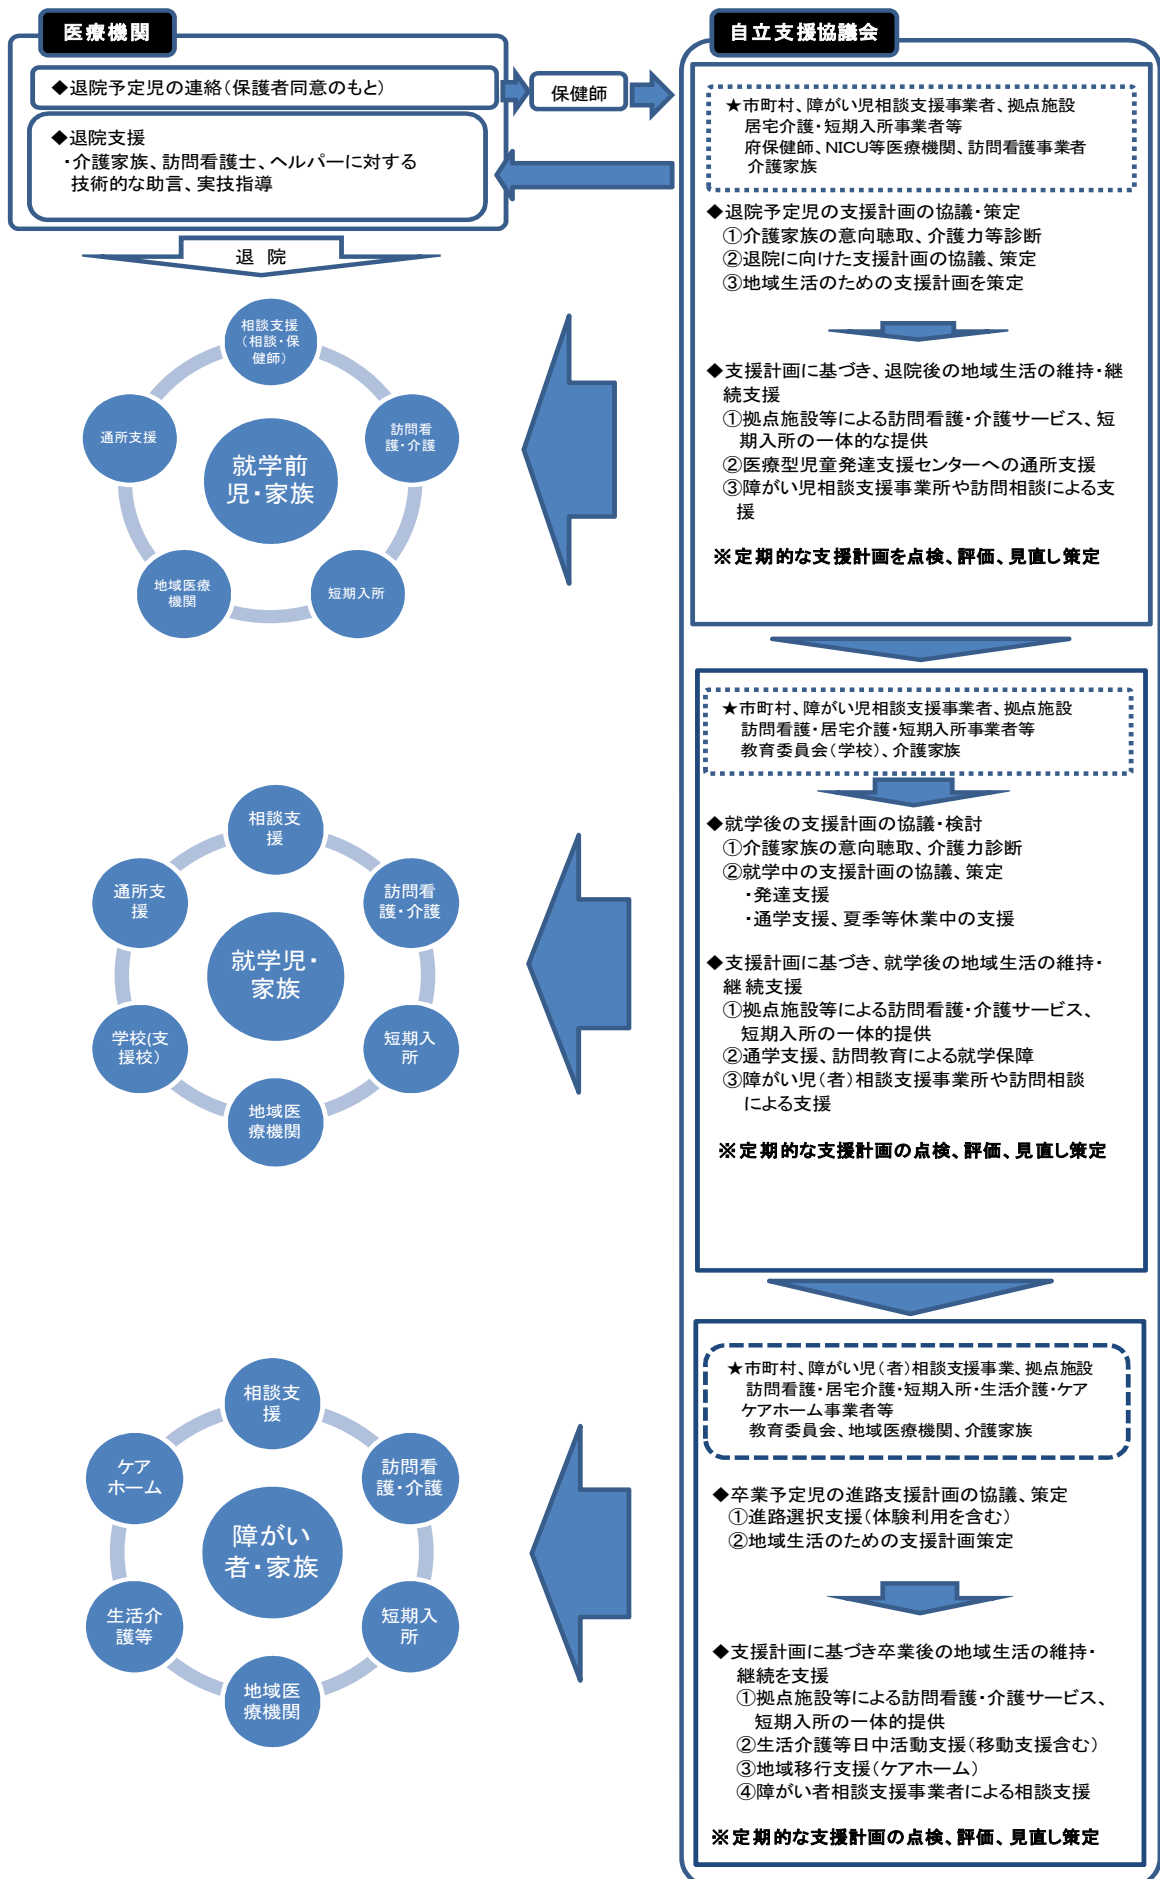 医療機関
◆退院予定児の連絡（保護者同意のもと）
保健師
◆退院支援
・介護家族、訪問看護士、ヘルパーに対する
技術的な助言、実技指導
退 院
自立支援協議会
★市町村、障がい児相談支援事業者、拠点施設
居宅介護・短期入所事業者等
府保健師、NICU等医療機関、訪問看護事業者
介護家族
◆退院予定児の支援計画の協議・策定
①介護家族の意向聴取、介護力等診断
②退院に向けた支援計画の協議、策定
③地域生活のための支援計画を策定
◆支援計画に基づき、退院後の地域生活の維持・継
続支援
①拠点施設等による訪問看護・介護サービス、短
期入所の一体的な提供
②医療型児童発達支援センターへの通所支援
③障がい児相談支援事業所や訪問相談による支
援
※定期的な支援計画を点検、評価、見直し策定
相談支援
（相談・保
健師）
訪問看
護・介護
短期入所
地域医療
機関
通所支援
就学前
児・家族
★市町村、障がい児相談支援事業者、拠点施設
訪問看護・居宅介護・短期入所事業者等
教育委員会（学校）、介護家族
◆就学後の支援計画の協議・検討
①介護家族の意向聴取、介護力診断
②就学中の支援計画の協議、策定
・発達支援
・通学支援、夏季等休業中の支援
◆支援計画に基づき、就学後の地域生活の維持・
継続支援
①拠点施設等による訪問看護・介護サービス、
短期入所の一体的提供
②通学支援、訪問教育による就学保障
③障がい児（者）相談支援事業所や訪問相談
による支援
※定期的な支援計画の点検、評価、見直し策定
相談支
援
訪問看
護・介護
短期入
所
地域医
療機関
学校(支
援校）
通所支
援
就学児・
家族
★市町村、障がい児（者）相談支援事業、拠点施設
訪問看護・居宅介護・短期入所・生活介護・ケア
ケアホーム事業者等
教育委員会、地域医療機関、介護家族
◆卒業予定児の進路支援計画の協議、策定
①進路選択支援（体験利用を含む）
②地域生活のための支援計画策定
◆支援計画に基づき卒業後の地域生活の維持・
継続を支援
①拠点施設等による訪問看護・介護サービス、
短期入所の一体的提供
②生活介護等日中活動支援（移動支援含む）
③地域移行支援（ケアホーム）
④障がい者相談支援事業者による相談支援
※定期的な支援計画の点検、評価、見直し策定
相談支
援
訪問看
護・介護
短期入
所
地域医
療機関
生活介
護等
ケア
ホーム
障がい
者・家族